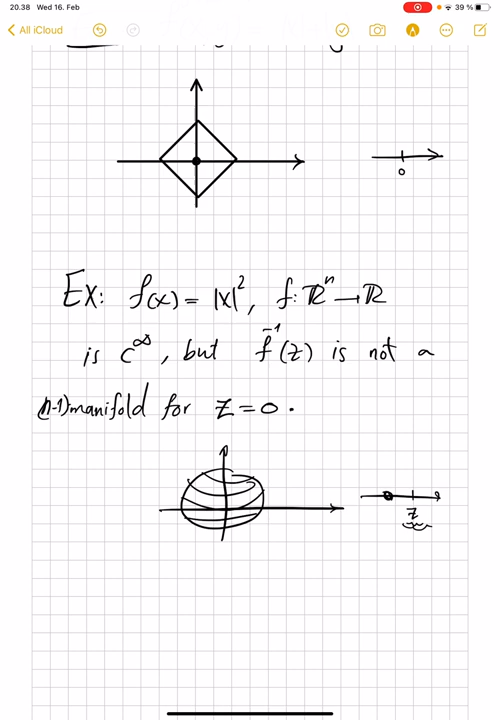 20.38 Wed 16. Feb 39 %
All iCloud
0
Ex: f(x) = |x|², f: ℝⁿ → ℝ
is C^∞, but f⁻¹(z) is not a
(n-1)manifold for z = 0.
z